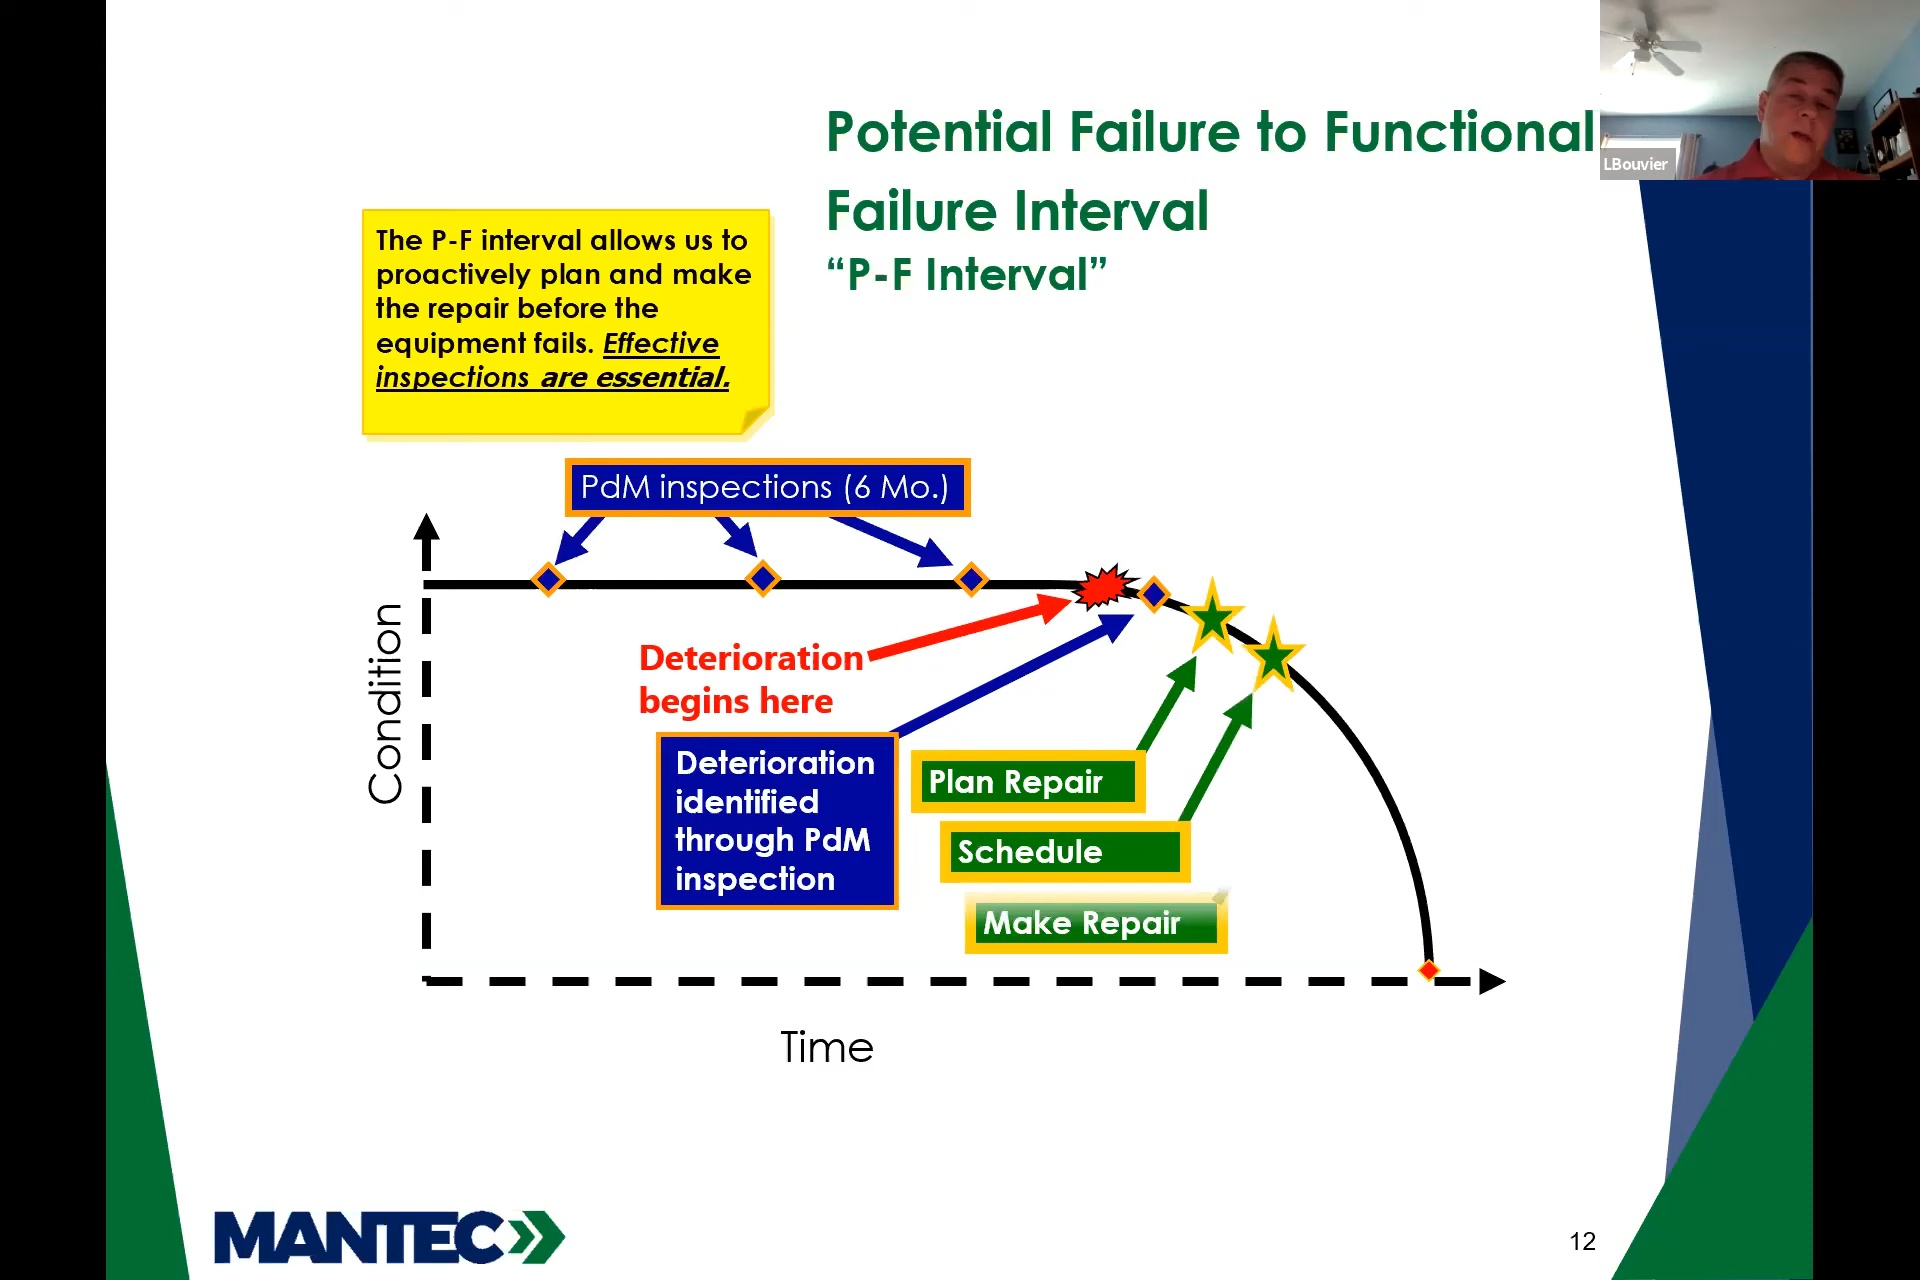 Potential Failure to Functional
Failure Interval
“P-F Interval”
LBouvier
The P-F interval allows us to
proactively plan and make
the repair before the
equipment fails. Effective
inspections are essential.
PdM inspections (6 Mo.)
Condition
Deterioration
begins here
Deterioration
identified
through PdM
inspection
Plan Repair
Schedule
Make Repair
Time
MANTEC
12